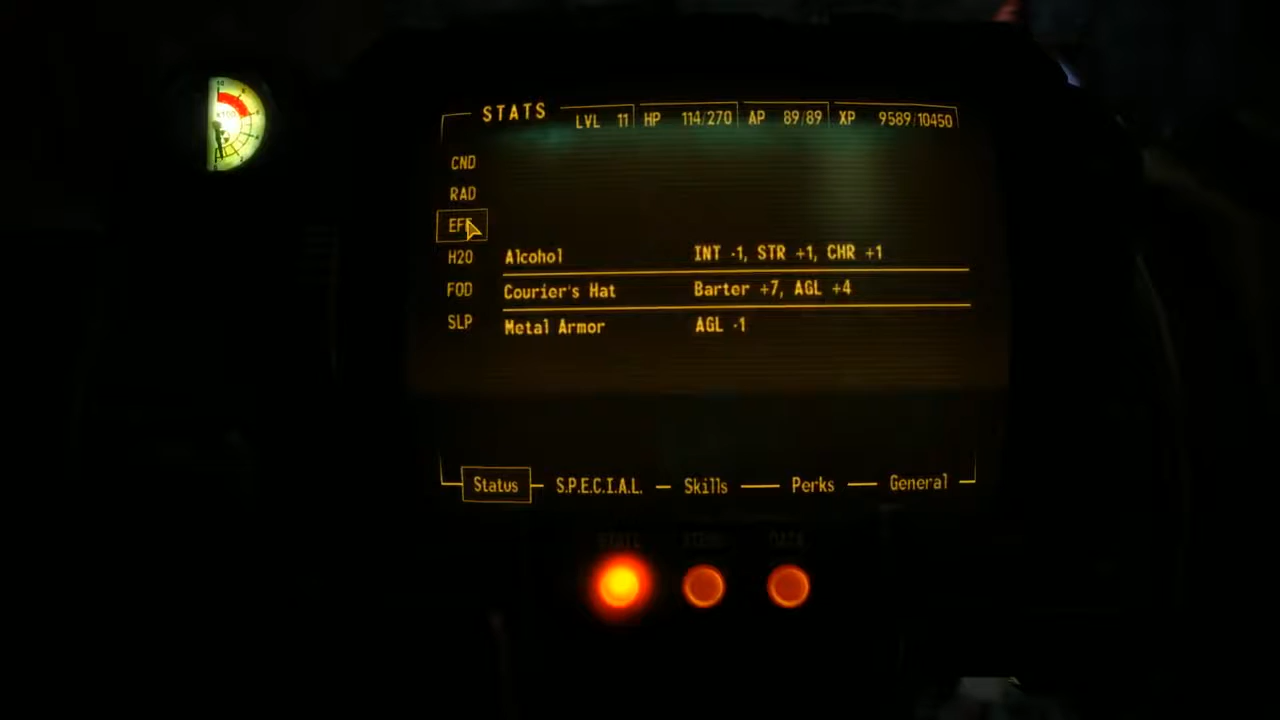 STATS LVL 11 HP 114/270 AP 89/89 XP 9589/10450
CND
RAD
EFF
H2O
FOD
SLP
Alcohol INT -1, STR +1, CHR +1
Courier's Hat Barter +7, AGL +4
Metal Armor AGL -1
Status S.P.E.C.I.A.L. Skills Perks General